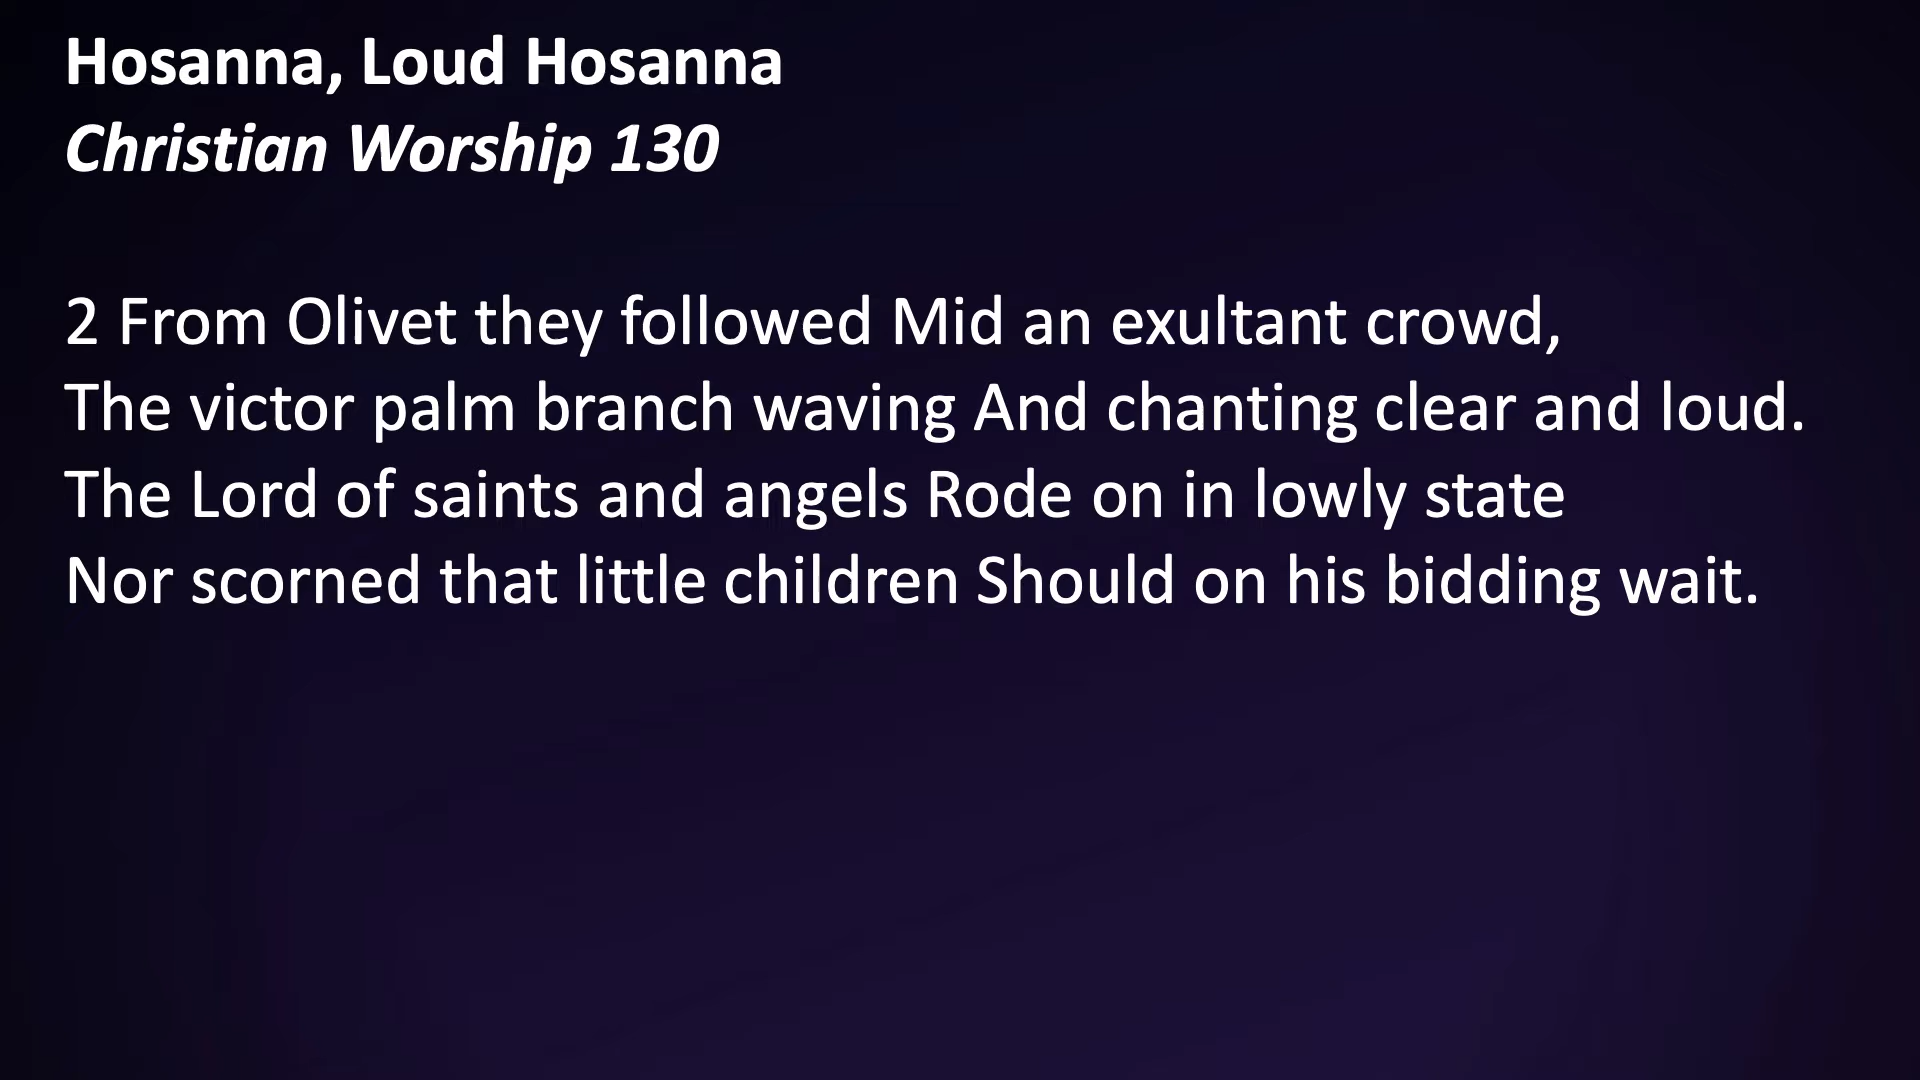 Hosanna, Loud Hosanna
Christian Worship 130
2 From Olivet they followed Mid an exultant crowd,
The victor palm branch waving And chanting clear and loud.
The Lord of saints and angels Rode on in lowly state
Nor scorned that little children Should on his bidding wait.